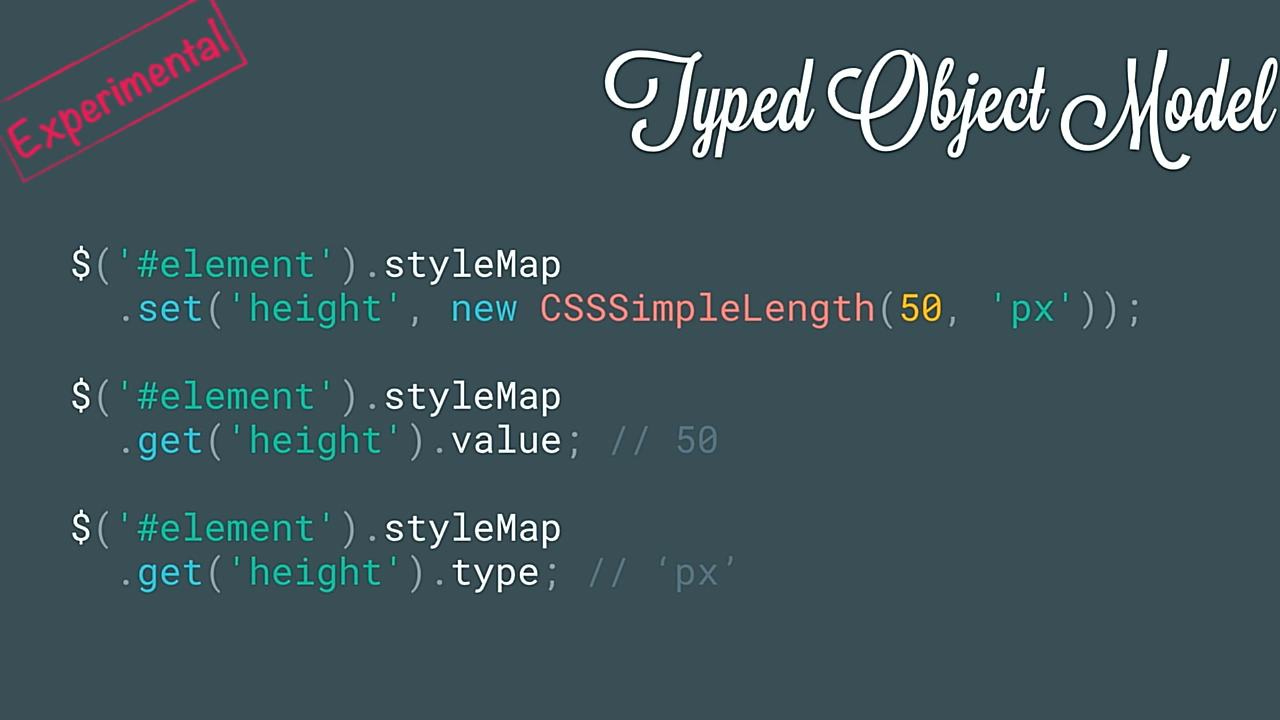 Experimental
Typed Object Model
$('#element').styleMap
.set('height', new CSSSimpleLength(50, 'px'));
$('#element').styleMap
.get('height').value; // 50
$('#element').styleMap
.get('height').type; // ‘px’